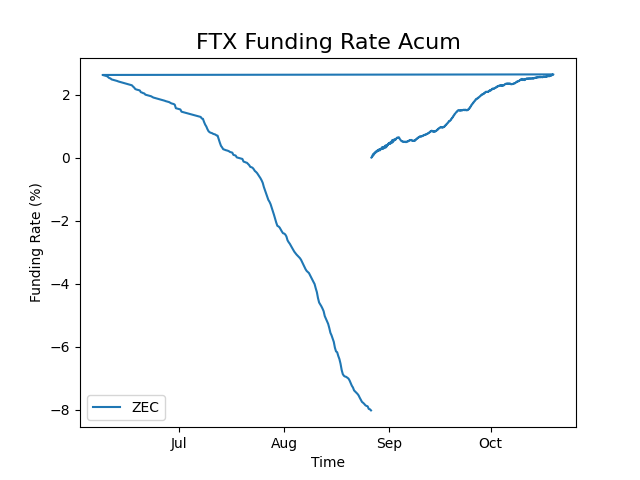 FTX Funding Rate Acum
Funding Rate (%)
2
0
−2
−4
−6
−8
ZEC
Jul
Aug
Sep
Oct
Time